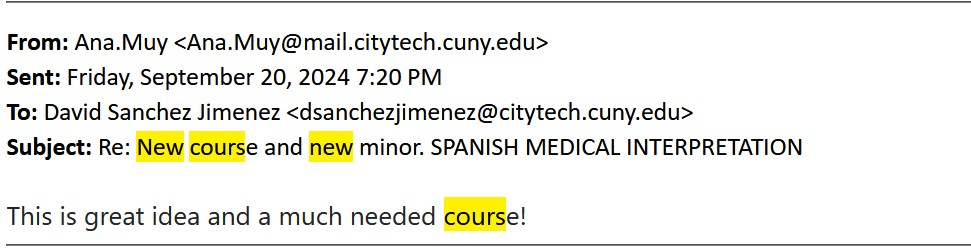 From: Ana.Muy <Ana.Muy@mail.citytech.cuny.edu>
Sent: Friday, September 20, 2024 7:20 PM
To: David Sanchez Jimenez <dsanchezjimenez@citytech.cuny.edu>
Subject: Re: New course and new minor. SPANISH MEDICAL INTERPRETATION
This is great idea and a much needed course!